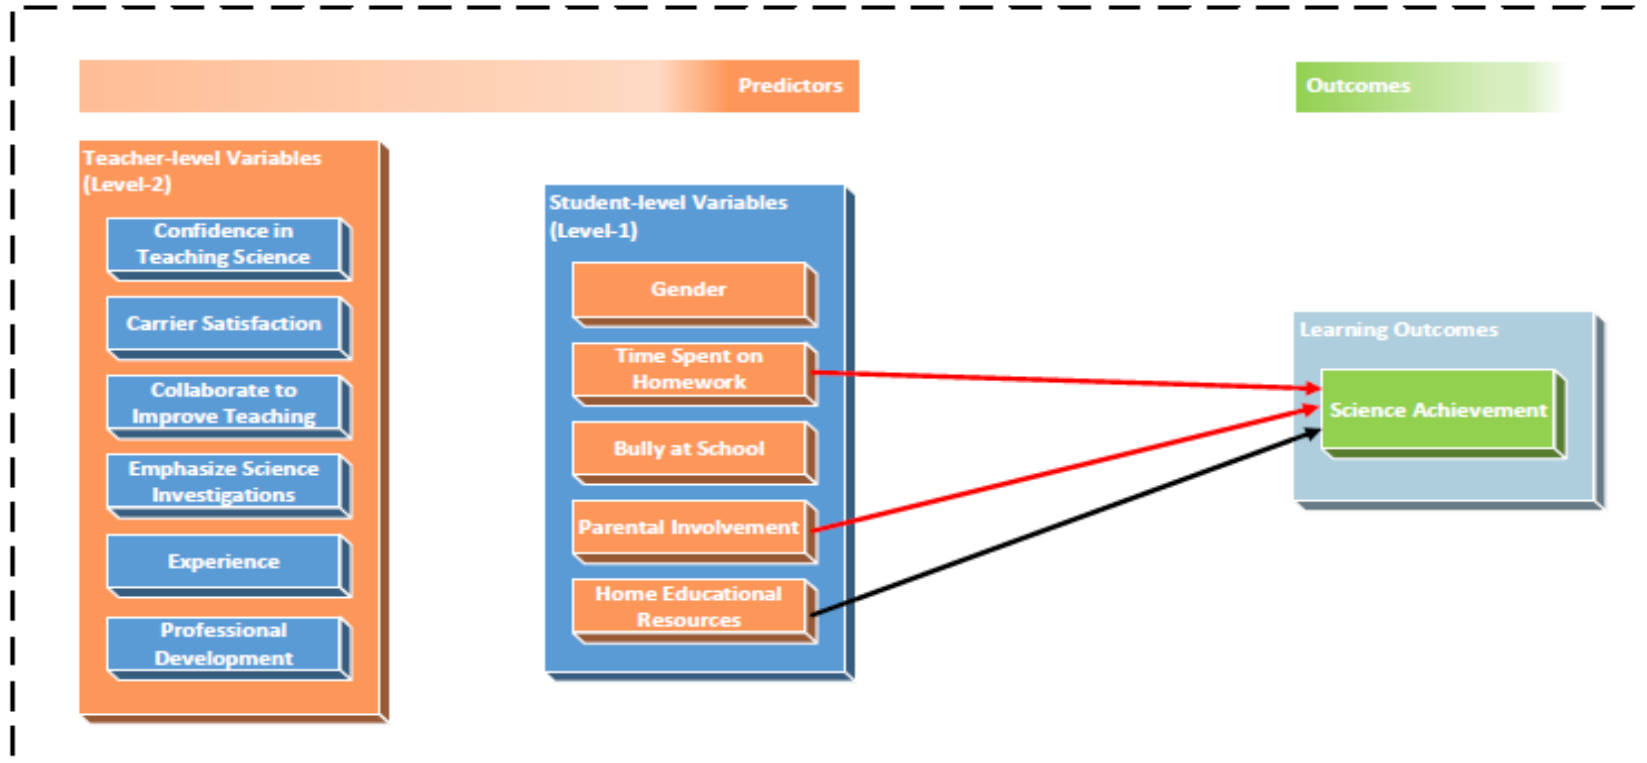 Predictors
Outcomes
Teacher-level Variables
(Level-2)
Confidence in
Teaching Science
Carrier Satisfaction
Collaborate to
Improve Teaching
Emphasize Science
Investigations
Experience
Professional
Development
Student-level Variables
(Level-1)
Gender
Time Spent on
Homework
Bully at School
Parental Involvement
Home Educational
Resources
Learning Outcomes
Science Achievement